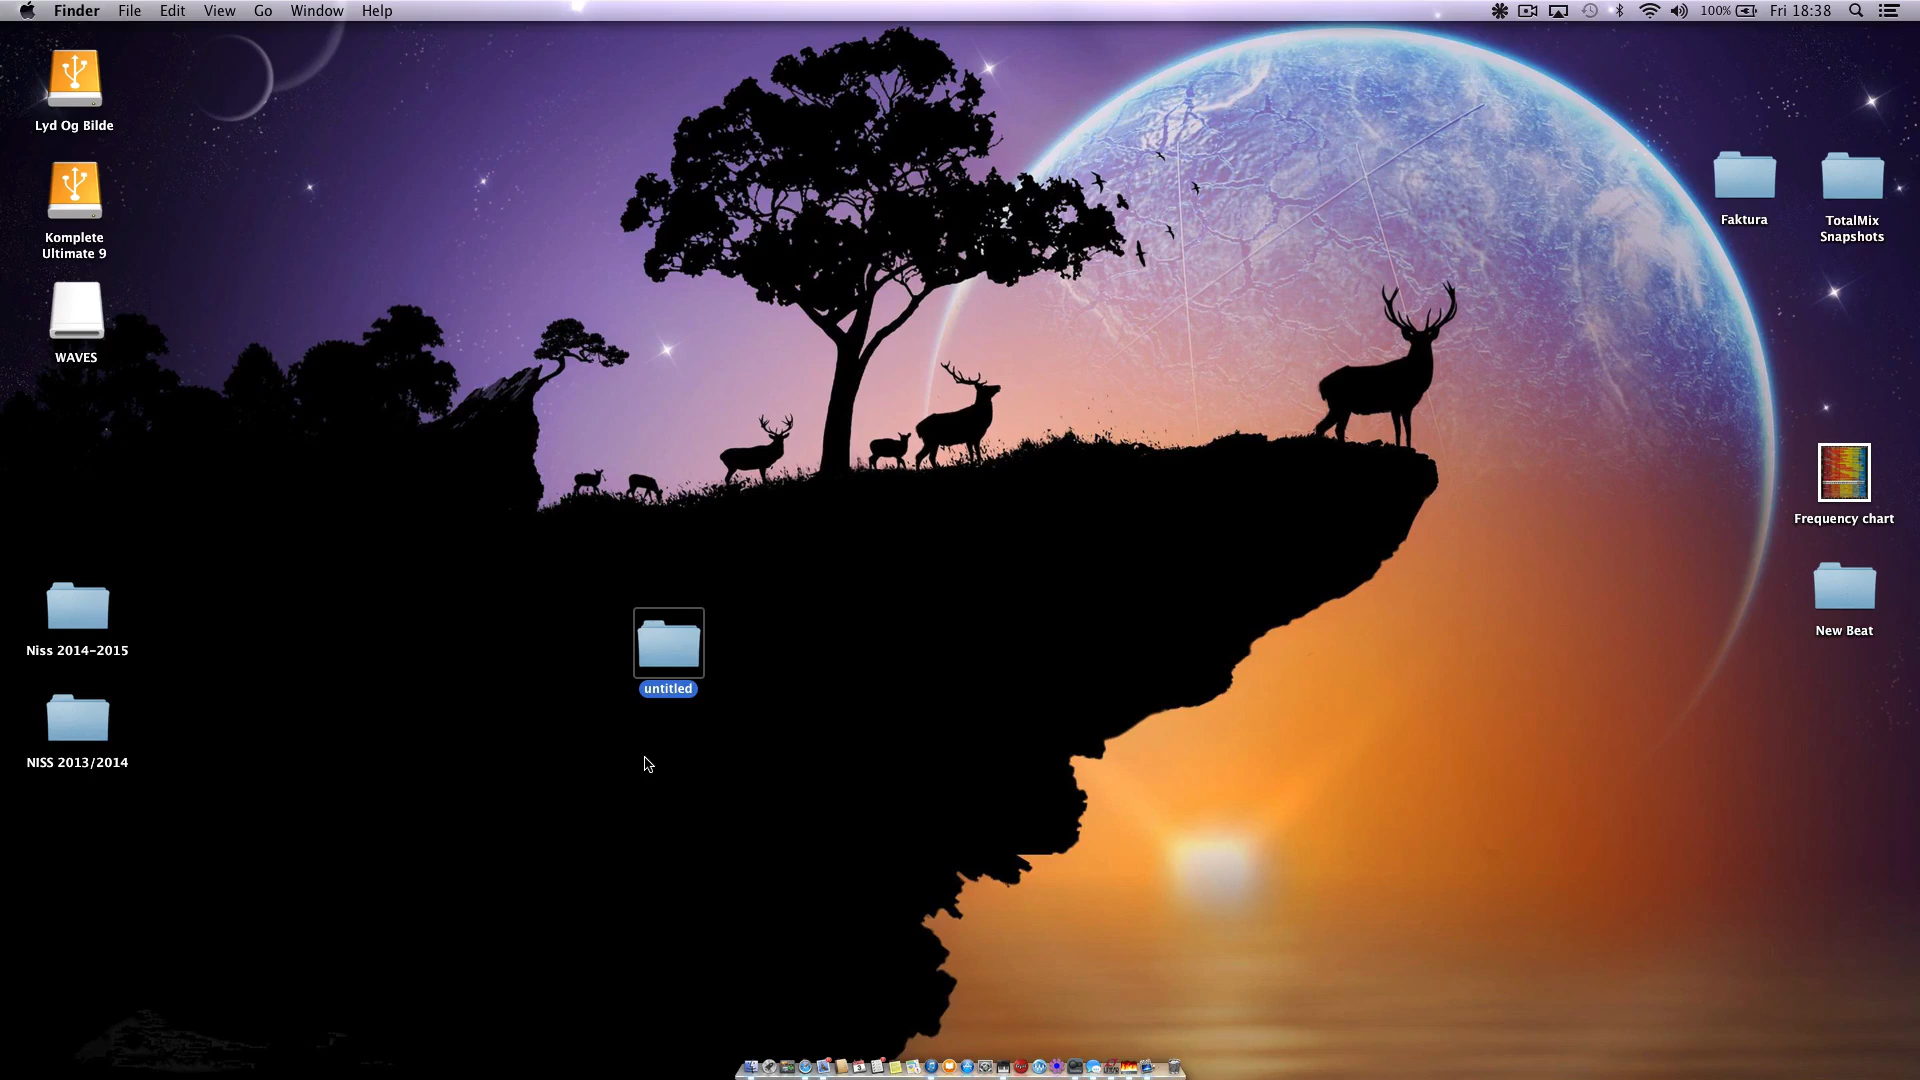 Finder File Edit View Go Window Help
100% Fri 18:38
Lyd Og Bilde
Komplete
Ultimate 9
WAVES
Faktura
TotalMix
Snapshots
Frequency chart
New Beat
Niss 2014-2015
NISS 2013/2014
untitled